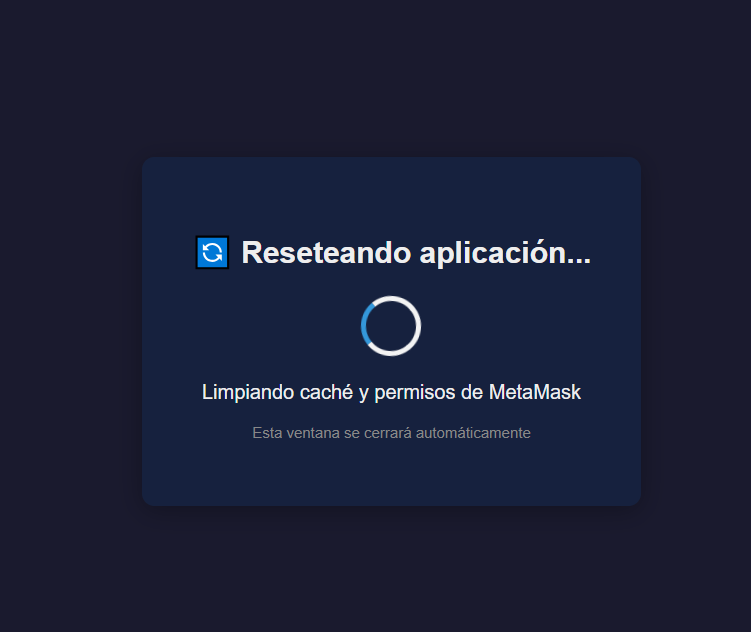 🔄 Reseteando aplicación...
Limpiando caché y permisos de MetaMask
Esta ventana se cerrará automáticamente